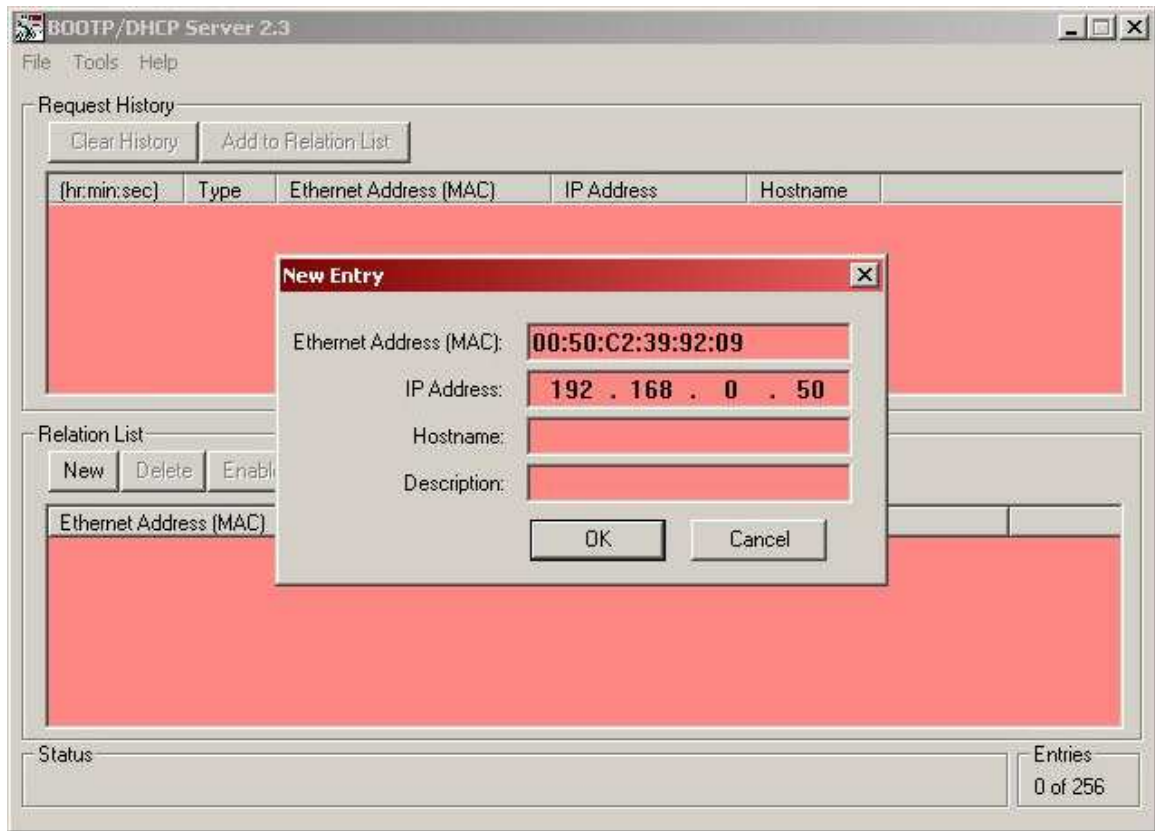 BOOTP/DHCP Server 2.3
File Tools Help
Request History
Clear History Add to Relation List
(hr:min:sec) Type Ethernet Address (MAC) IP Address Hostname
New Entry
Ethernet Address (MAC): 00:50:C2:39:92:09
IP Address: 192 . 168 . 0 . 50
Hostname:
Description:
OK Cancel
Relation List
New Delete
Ethernet Address (MAC)
Status
Entries
0 of 256